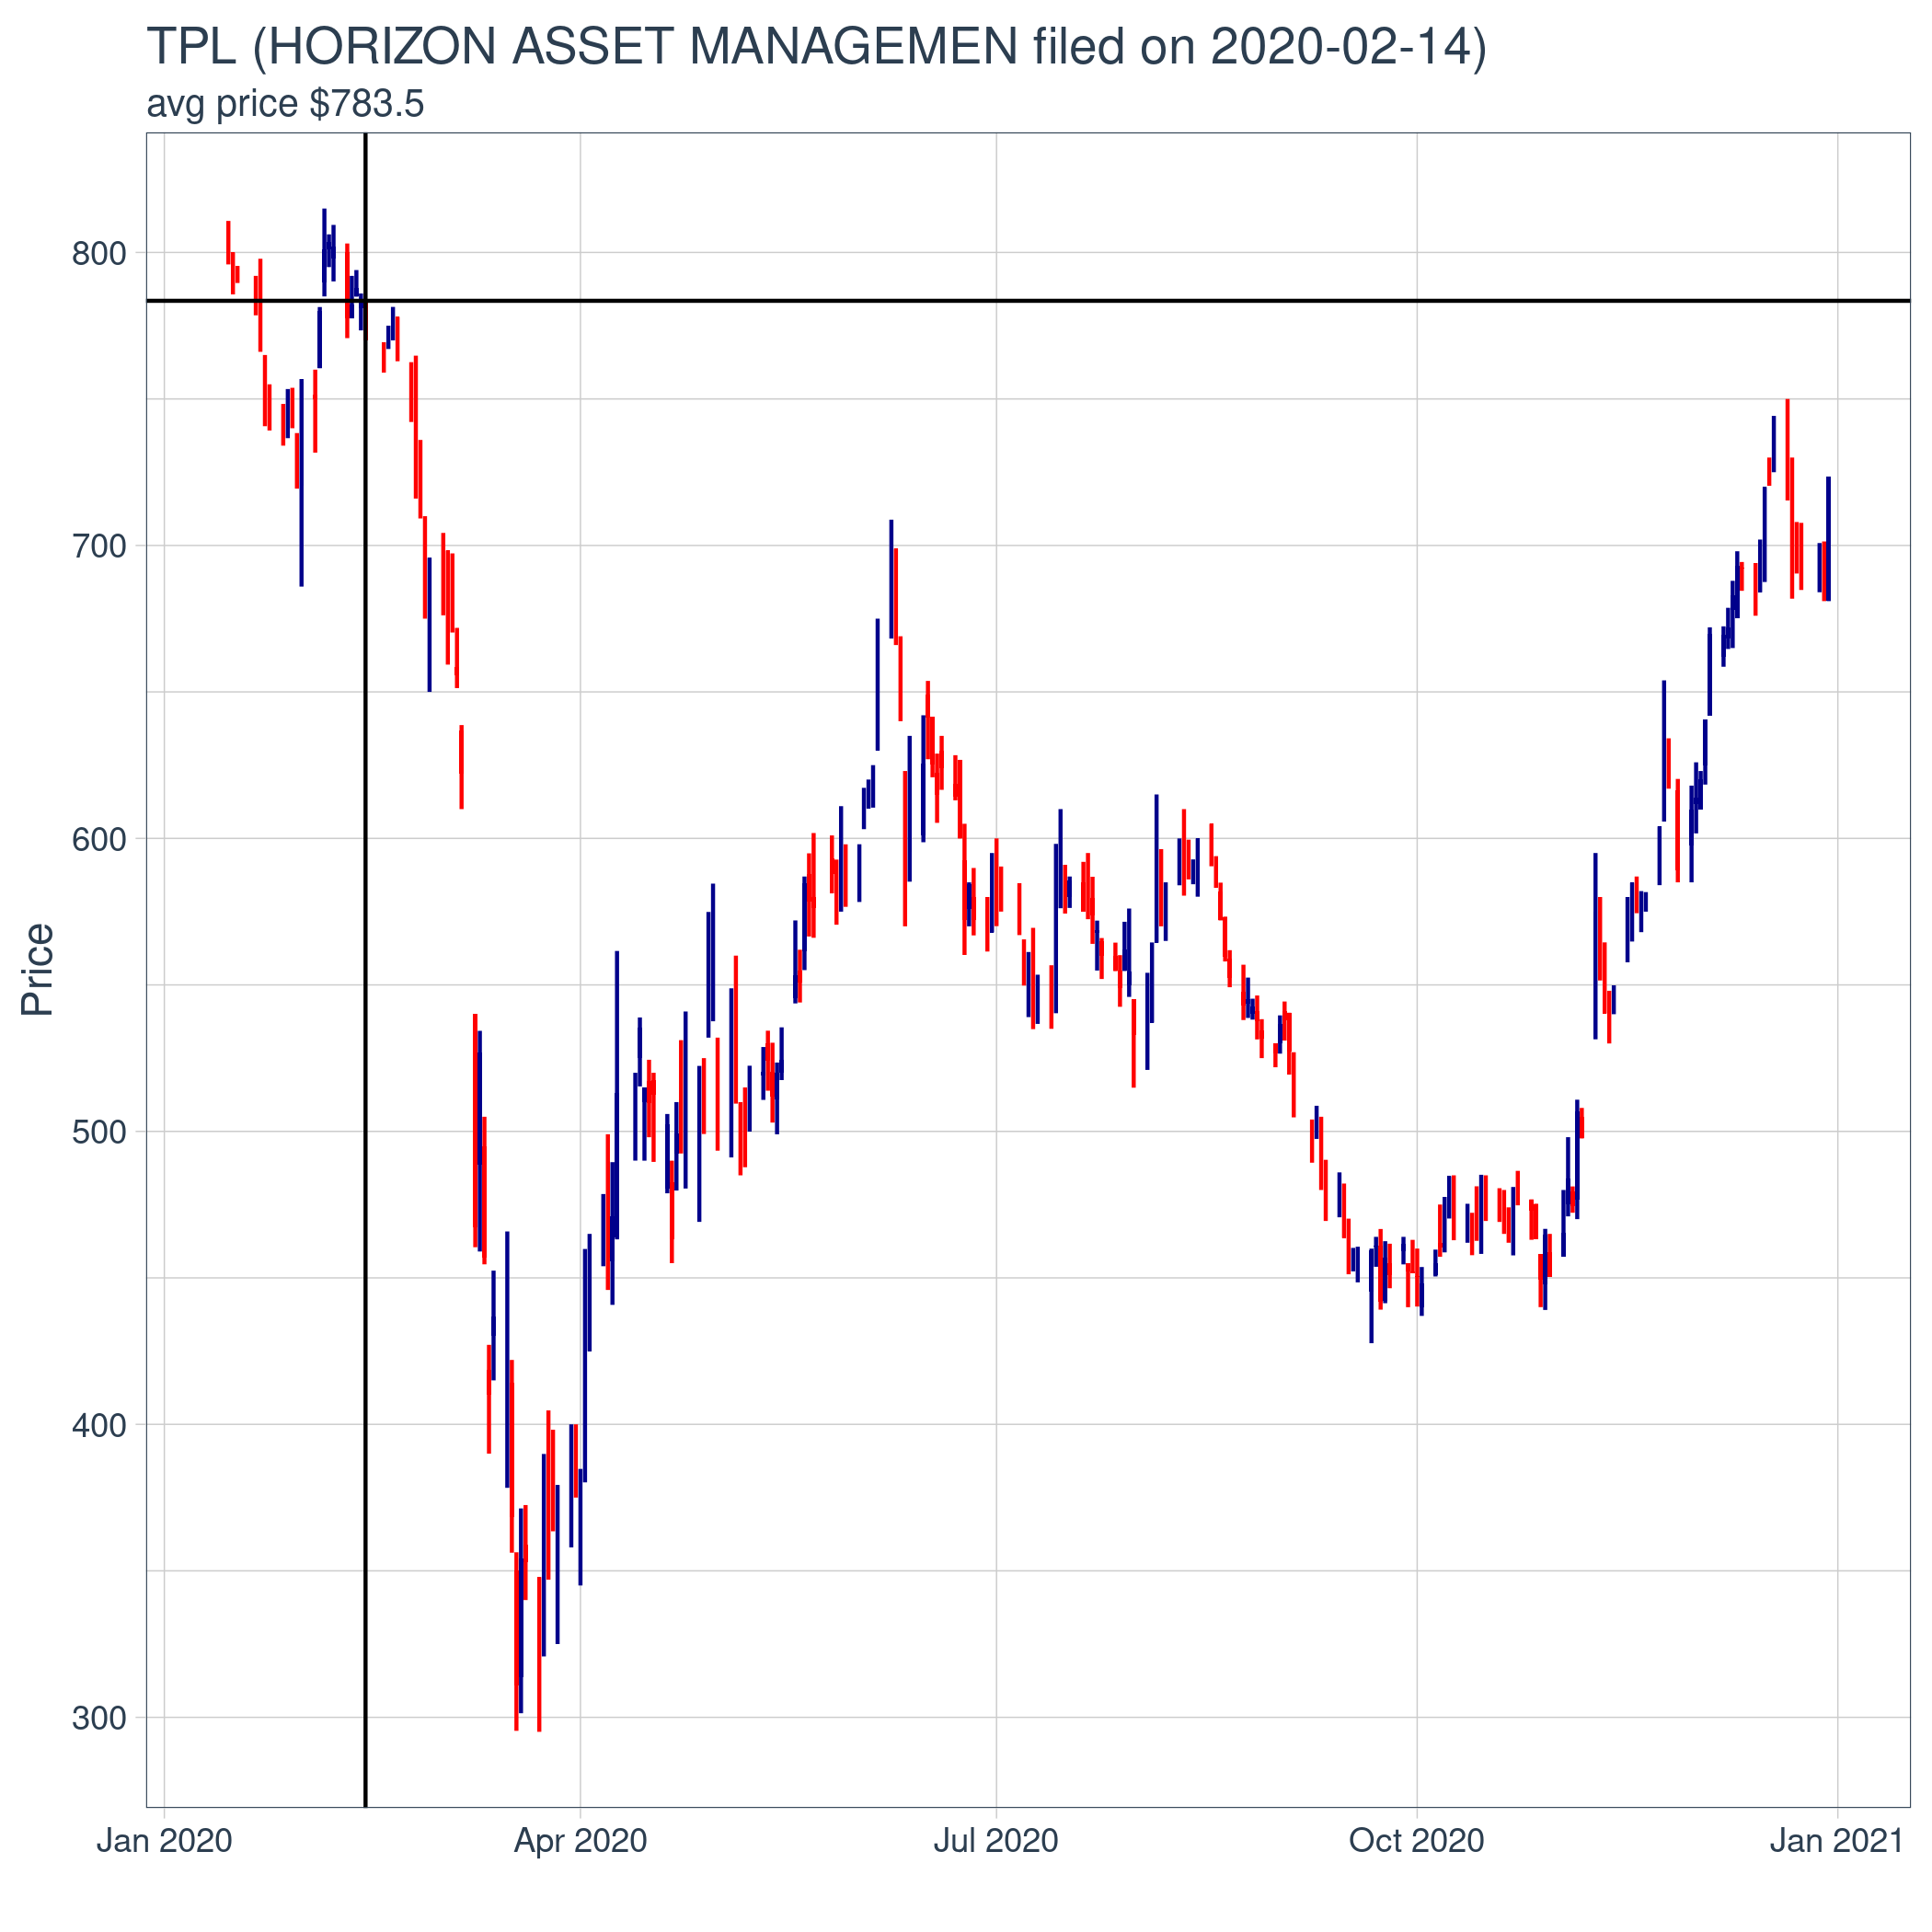 TPL (HORIZON ASSET MANAGEMEN filed on 2020-02-14)
avg price $783.5
800
700
600
500
400
300
Price
Jan 2020 Apr 2020 Jul 2020 Oct 2020 Jan 2021